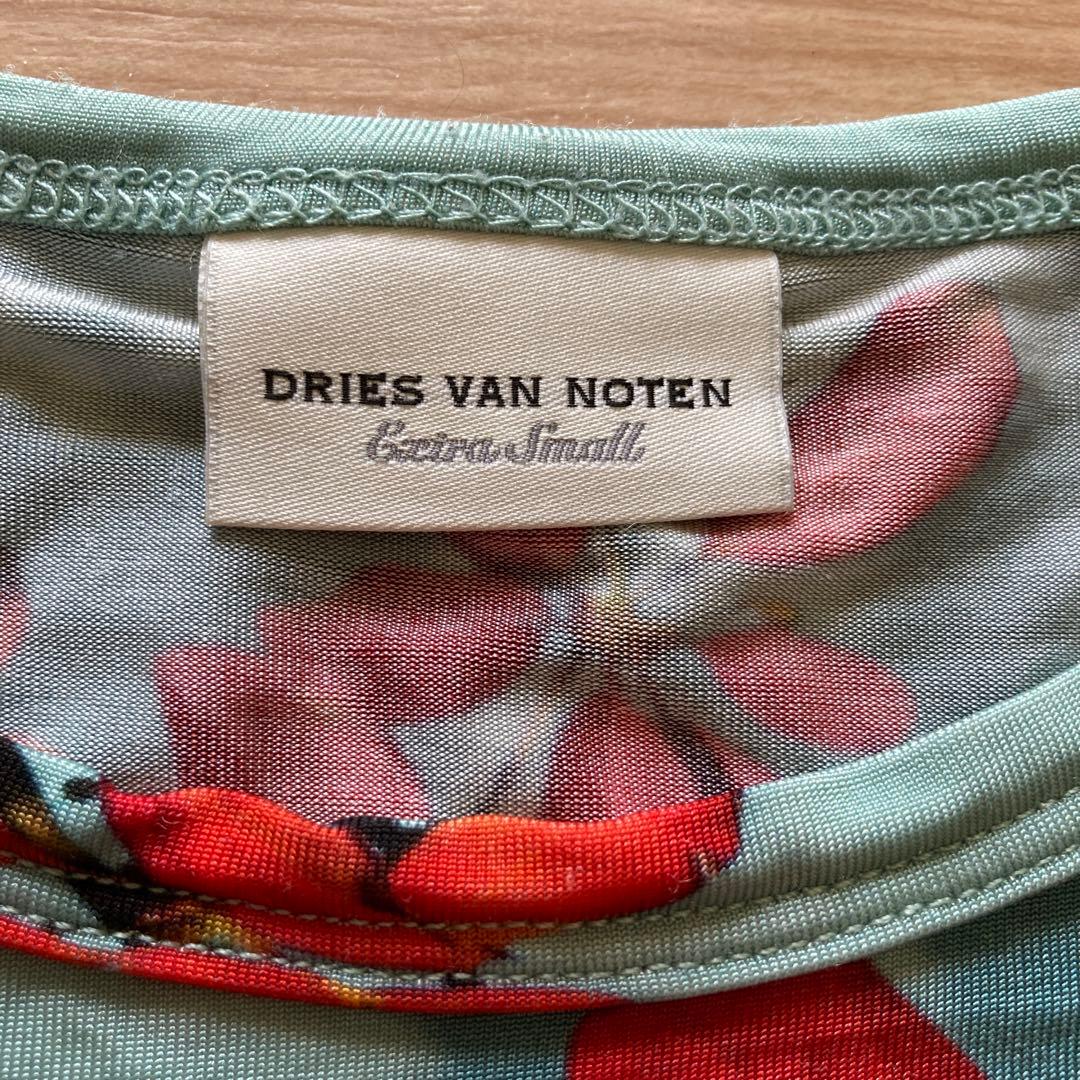 DRIES VAN NOTEN
Extra Small